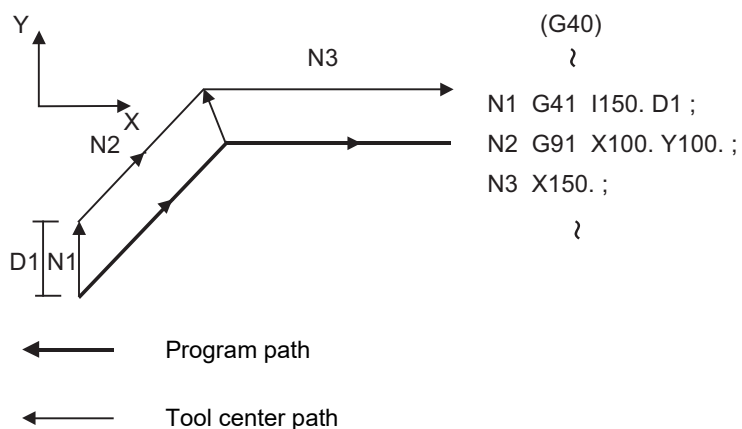 Y
X
N3
N2
D1 N1
(G40)
~
N1 G41 I150. D1 ;
N2 G91 X100. Y100. ;
N3 X150. ;
~
Program path
Tool center path